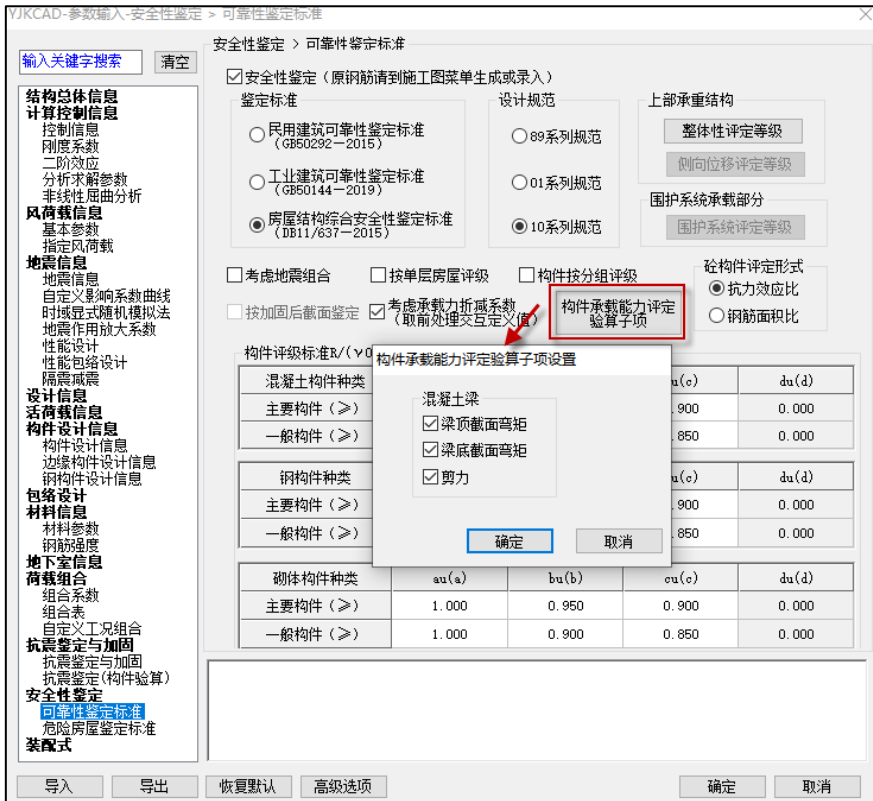 YJKCAD-参数输入-安全性鉴定 > 可靠性鉴定标准
输入关键字搜索
清空
结构总体信息
计算控制信息
控制信息
刚度系数
二阶效应
分析求解参数
非线性屈曲分析
风荷载信息
基本参数
指定风荷载
地震信息
地震信息
自定义影响系数曲线
时域显式随机模拟法
地震作用放大系数
性能设计
性能包络设计
隔震减震
设计信息
活荷载信息
构件设计信息
构件设计信息
边缘构件设计信息
钢构件设计信息
包络设计
材料信息
材料参数
钢筋强度
地下室信息
荷载组合
组合系数
组合表
自定义工况组合
抗震鉴定与加固
抗震鉴定与加固
抗震鉴定(构件验算)
安全性鉴定
可靠性鉴定标准
危险房屋鉴定标准
装配式
安全性鉴定 > 可靠性鉴定标准
安全性鉴定（原钢筋请到施工图菜单生成或录入）
鉴定标准
民用建筑可靠性鉴定标准
(GB50292-2015)
工业建筑可靠性鉴定标准
(GB50144-2019)
房屋结构综合安全性鉴定标准
(DB11/637-2015)
设计规范
89系列规范
01系列规范
10系列规范
上部承重结构
整体性评定等级
侧向位移评定等级
围护系统承载部分
围护系统评定等级
考虑地震组合
按单层房屋评级
构件按分组评级
按加固后截面鉴定
考虑承载力折减系数
(取前处理交互定义值)
构件承载能力评定
验算子项
砼构件评定形式
抗力效应比
钢筋面积比
构件评级标准R/(γ0
混凝土构件种类 u(c) du(d)
主要构件（≥） .900 0.000
一般构件（≥） .850 0.000
钢构件种类 u(c) du(d)
主要构件（≥） .900 0.000
一般构件（≥） .850 0.000
构件承载能力评定验算子项设置
混凝土梁
梁顶截面弯矩
梁底截面弯矩
剪力
确定 取消
砌体构件种类 au(a) bu(b) cu(c) du(d)
主要构件（≥） 1.000 0.950 0.900 0.000
一般构件（≥） 1.000 0.900 0.850 0.000
导入 导出 恢复默认 高级选项 确定 取消